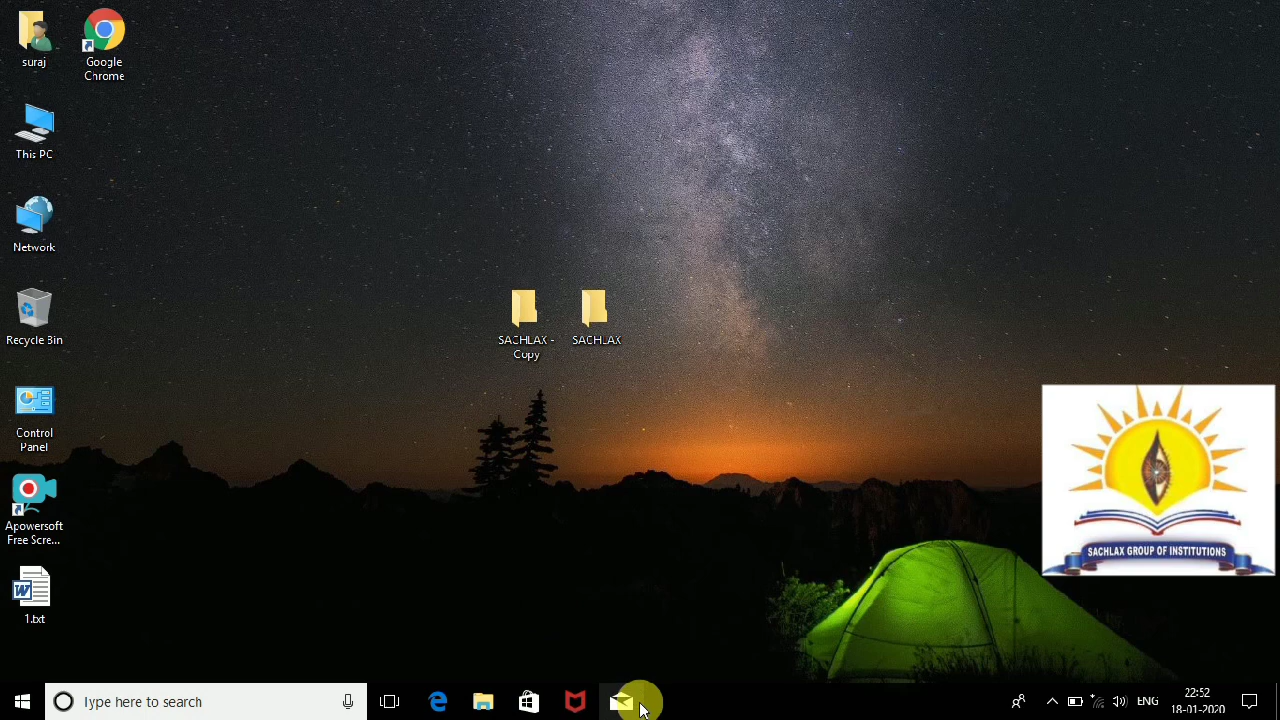 suraj
Google
Chrome
This PC
Network
Recycle Bin
Control
Panel
Apowersoft
Free Scre...
1.txt
SACHLAX -
Copy
SACHLAX
SACHLAX GROUP OF INSTITUTIONS
Type here to search
ENG
22:52
18-01-2020